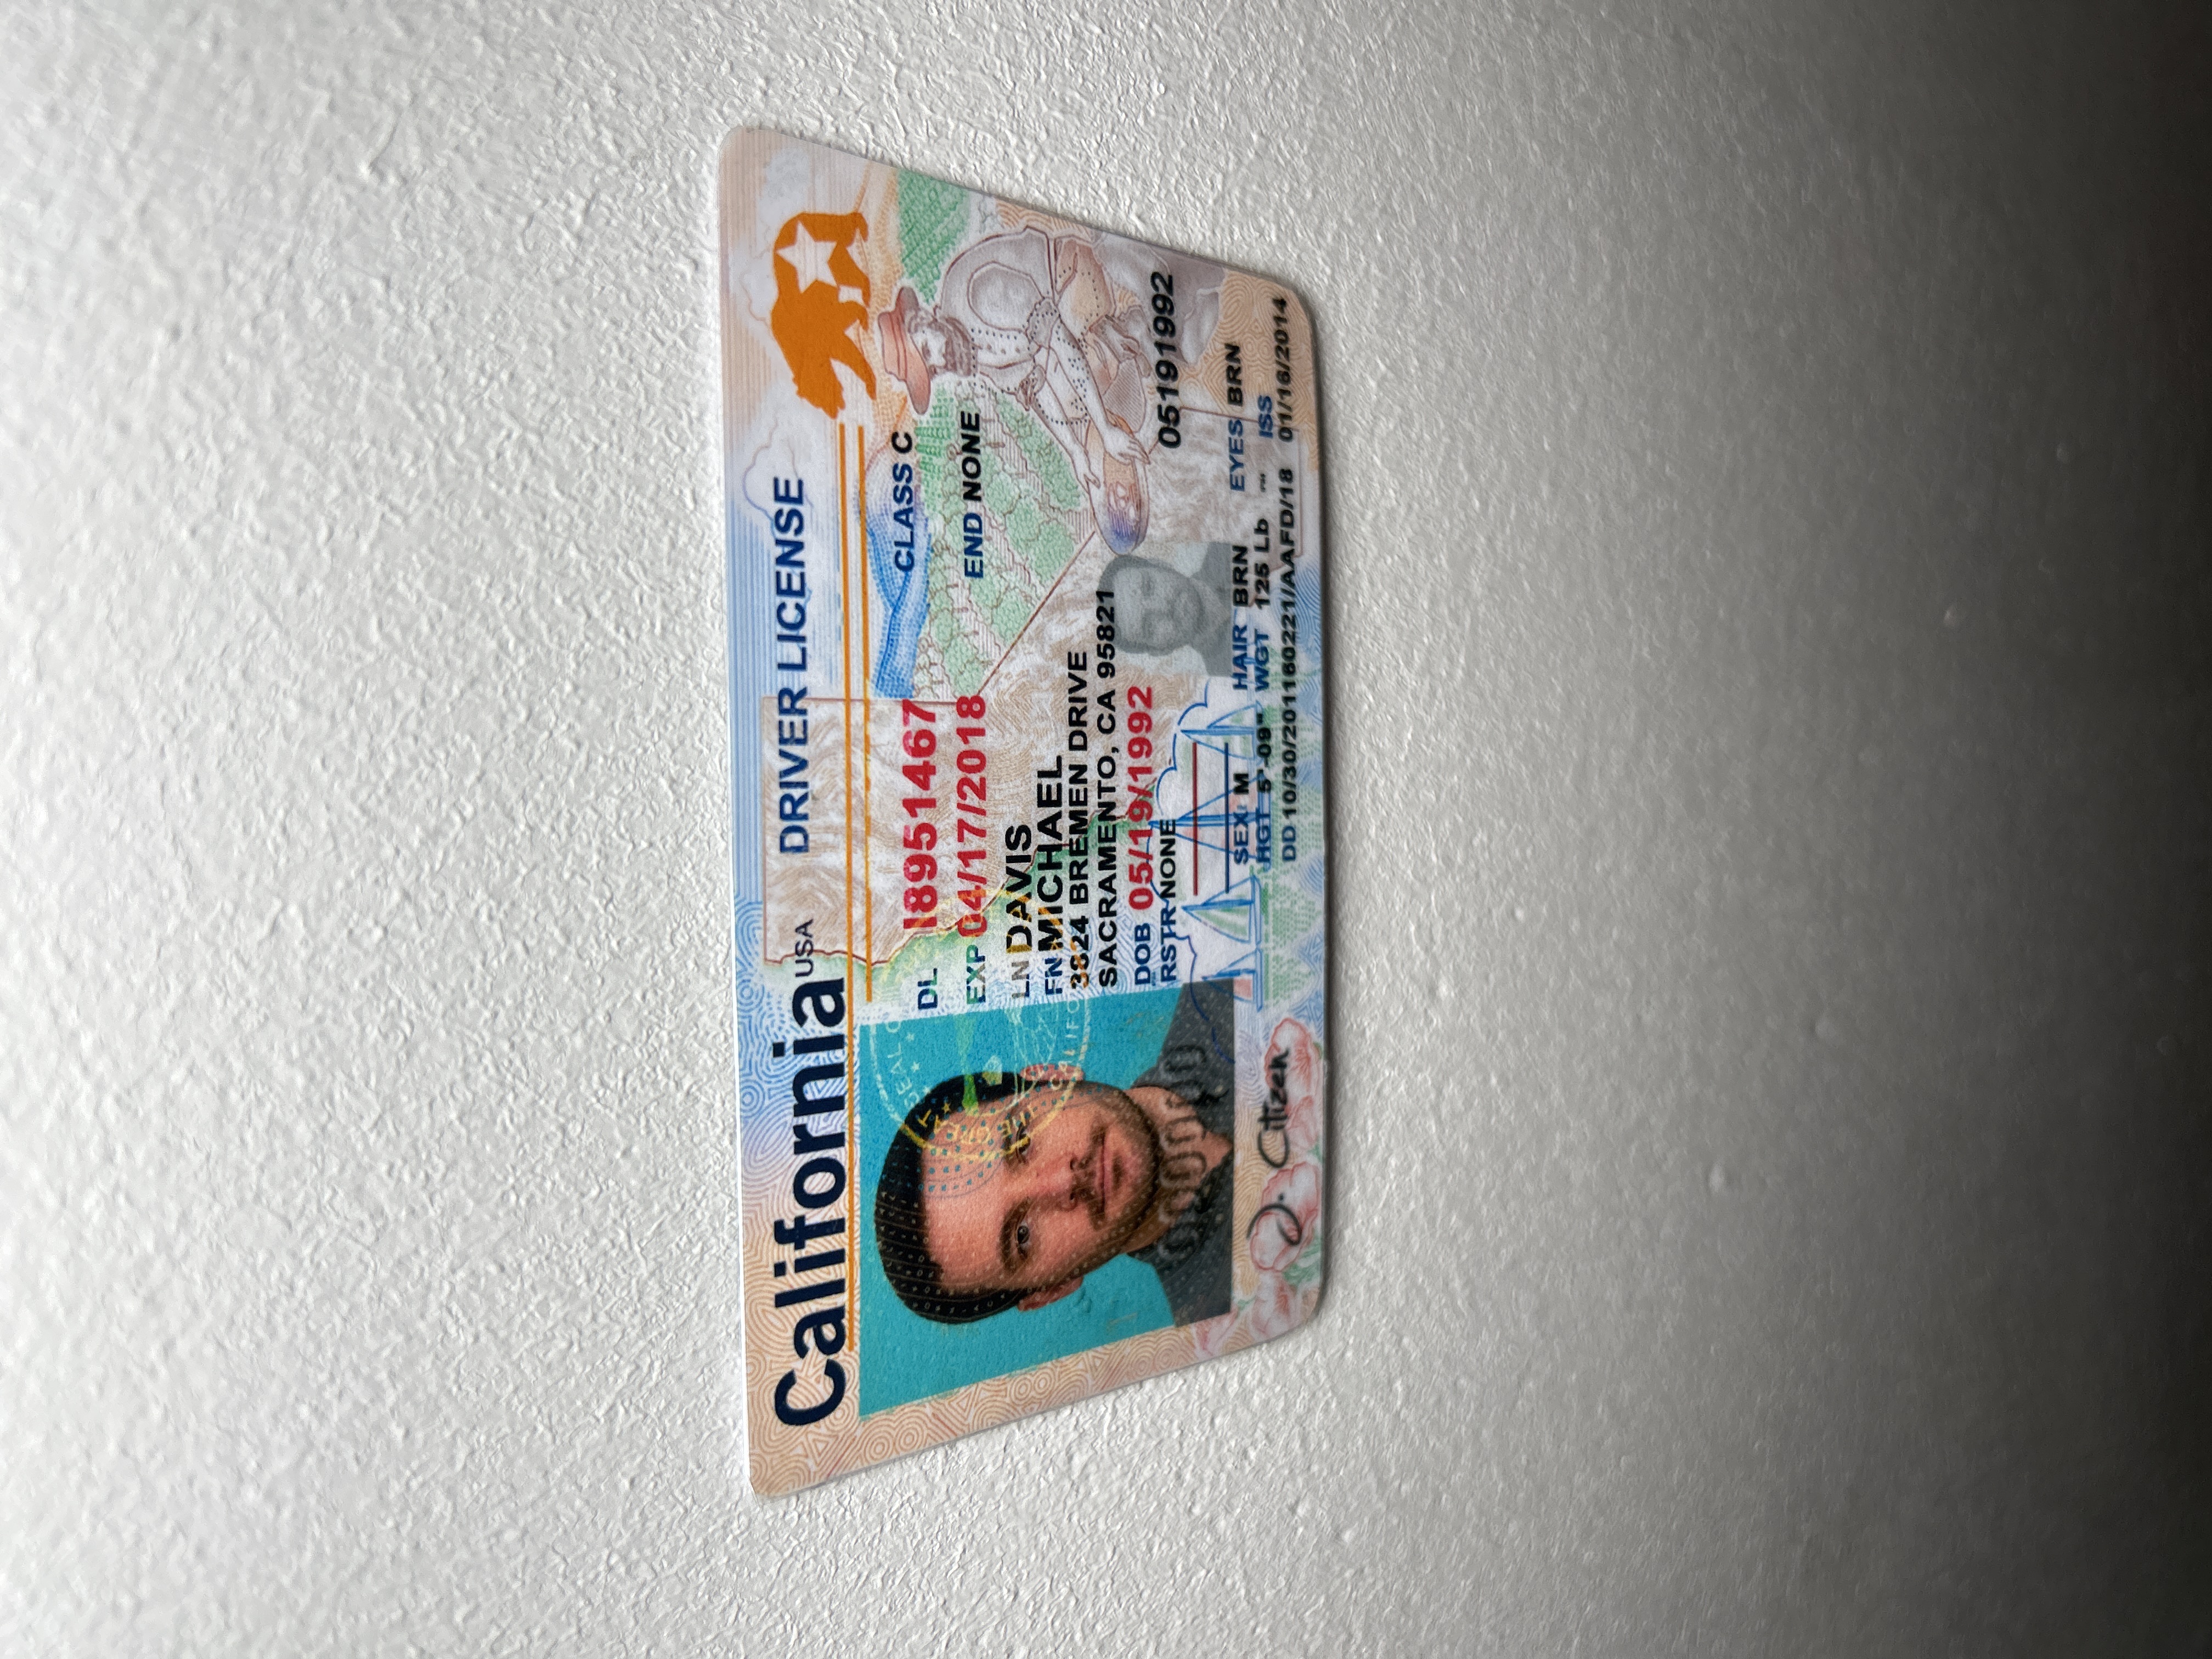 California USA DRIVER LICENSE
DL I8951467 CLASS C
EXP 04/17/2018 END NONE
LN DAVIS
FN MICHAEL
3824 BREMEN DRIVE
SACRAMENTO, CA 95821
DOB 05/19/1992
RSTR NONE 05191992
SEX M HAIR BRN EYES BRN
HGT 5'-09" WGT 125 Lb ISS
DD 10/30/201160221/AAFD/18 01/16/2014
J. Citizen